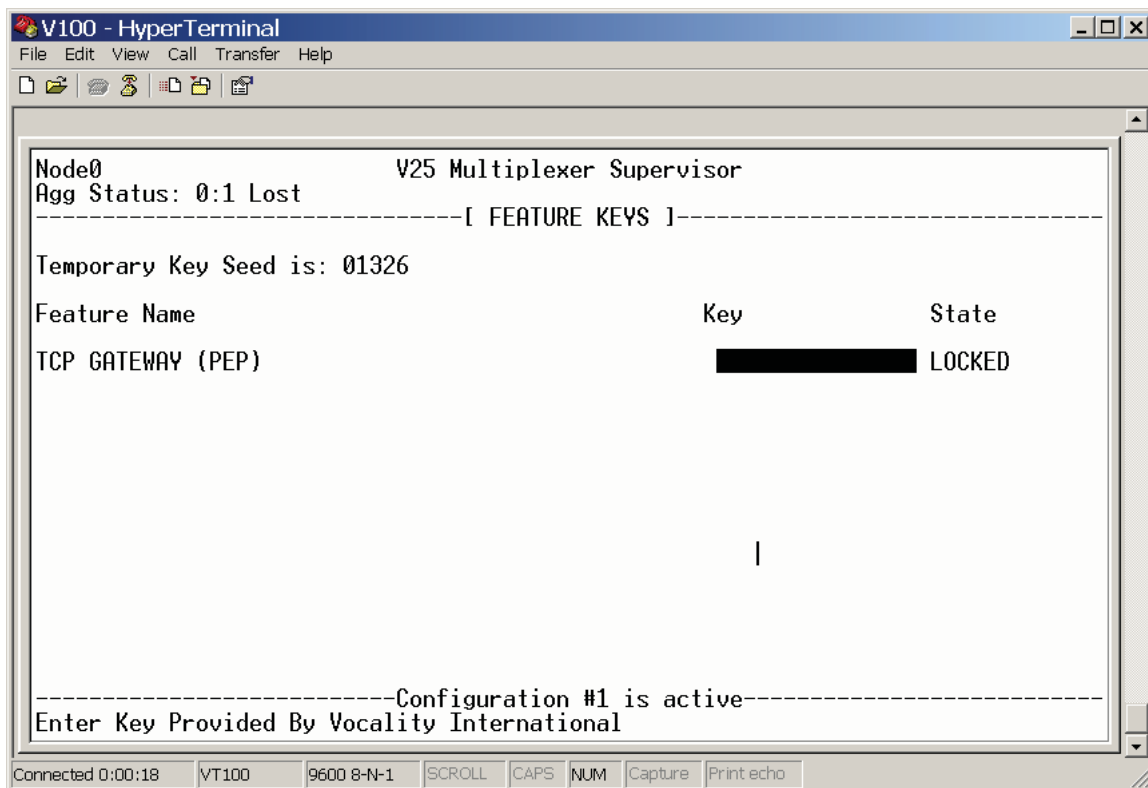 V100 - HyperTerminal
File Edit View Call Transfer Help
Node0 V25 Multiplexer Supervisor
Agg Status: 0:1 Lost
--------------------------------[ FEATURE KEYS ]--------------------------------
Temporary Key Seed is: 01326
Feature Name Key State
TCP GATEWAY (PEP) LOCKED
---------------------------Configuration #1 is active---------------------------
Enter Key Provided By Vocality International
Connected 0:00:18 VT100 9600 8-N-1 SCROLL CAPS NUM Capture Print echo